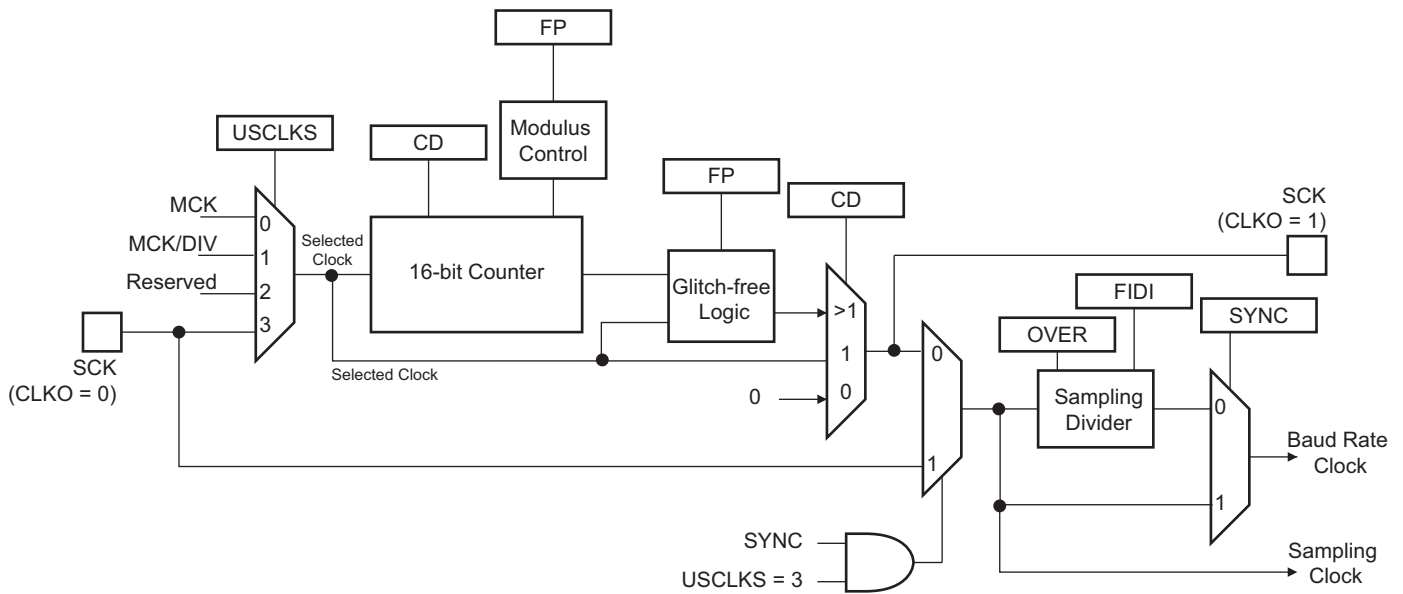 FP
USCLKS
CD
Modulus
Control
FP
CD
SCK
(CLKO = 1)
MCK
0
MCK/DIV
1
Reserved
2
3
Selected
Clock
16-bit Counter
Glitch-free
Logic
>1
1
0
0
Selected Clock
SCK
(CLKO = 0)
0
1
FIDI
OVER
SYNC
Sampling
Divider
0
1
Baud Rate
Clock
SYNC
USCLKS = 3
Sampling
Clock